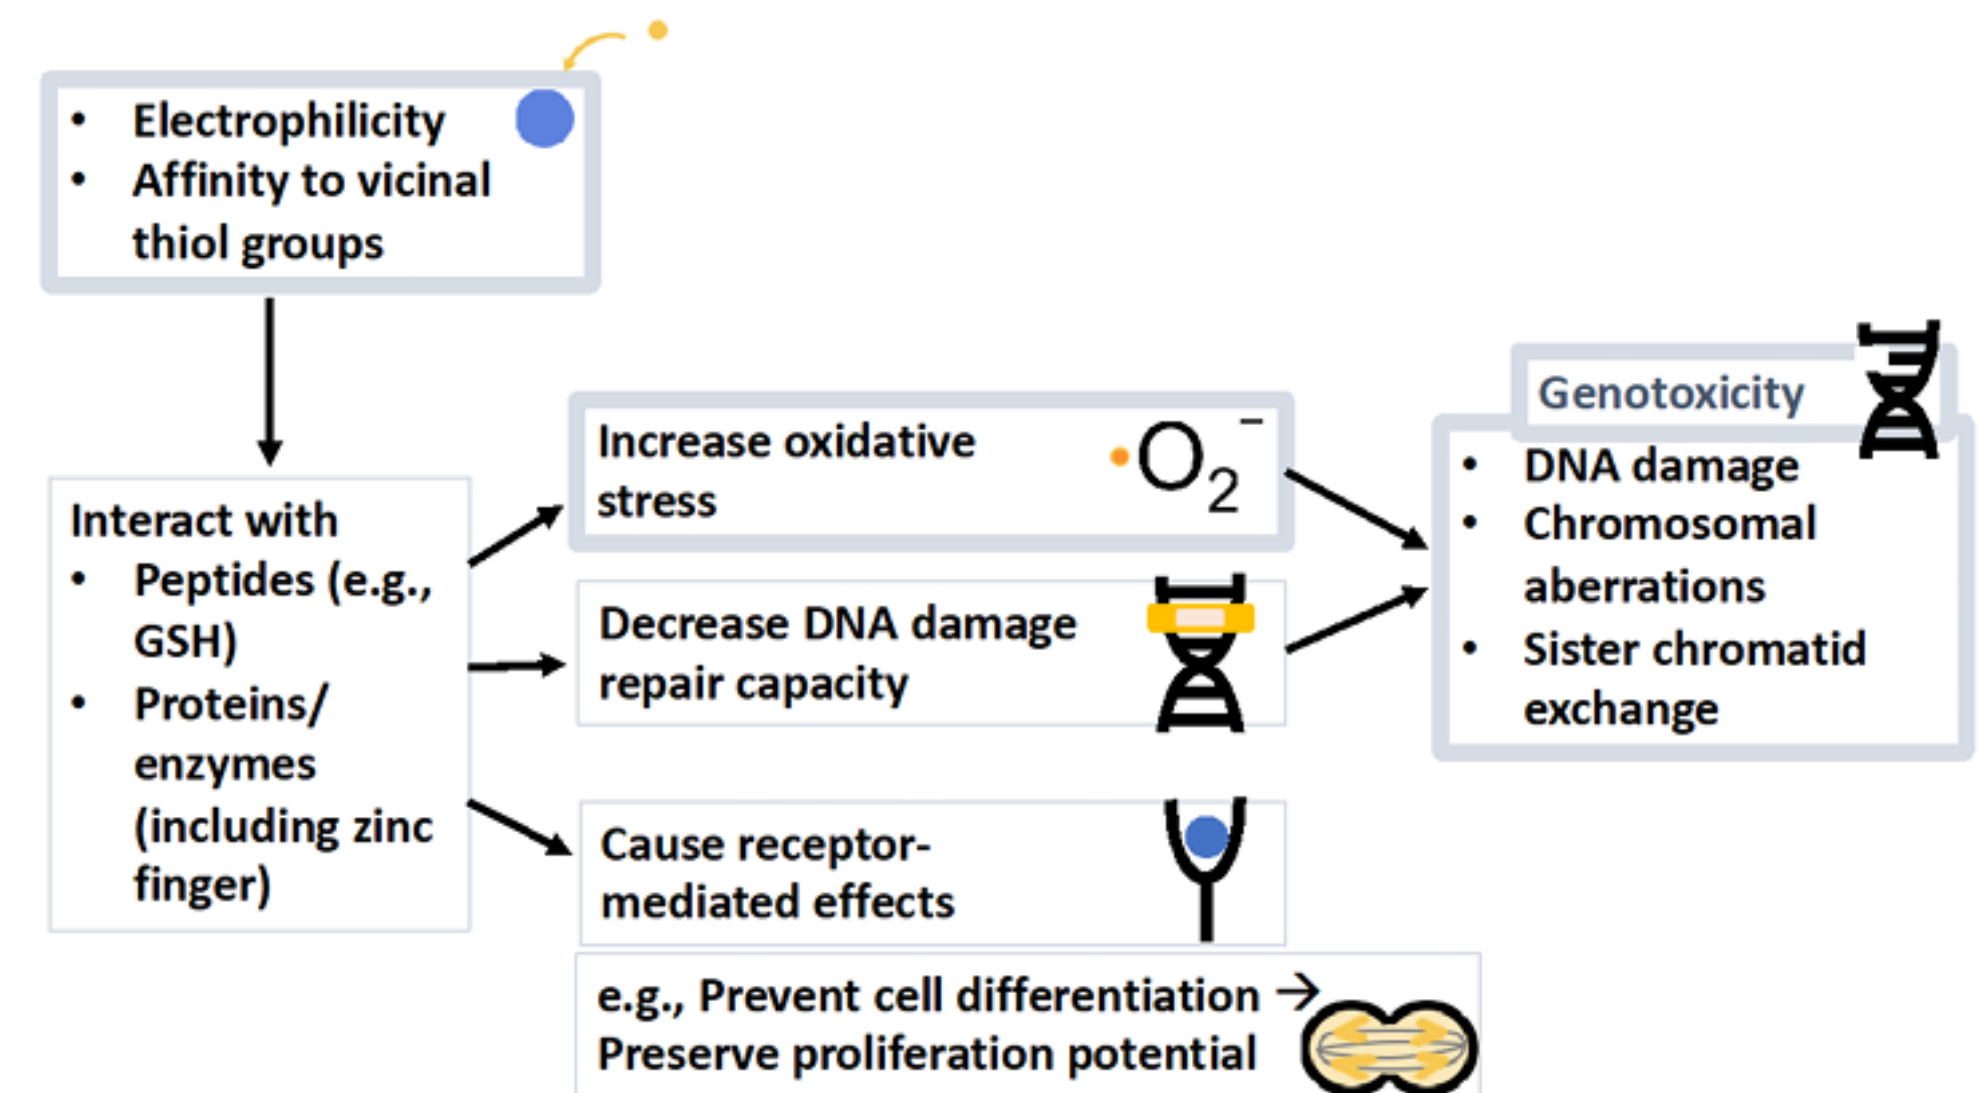 • Electrophilicity
• Affinity to vicinal
thiol groups
Interact with
• Peptides (e.g.,
GSH)
• Proteins/
enzymes
(including zinc
finger)
Increase oxidative
stress
•O₂⁻
Decrease DNA damage
repair capacity
Cause receptor-
mediated effects
e.g., Prevent cell differentiation →
Preserve proliferation potential
Genotoxicity
• DNA damage
• Chromosomal
aberrations
• Sister chromatid
exchange